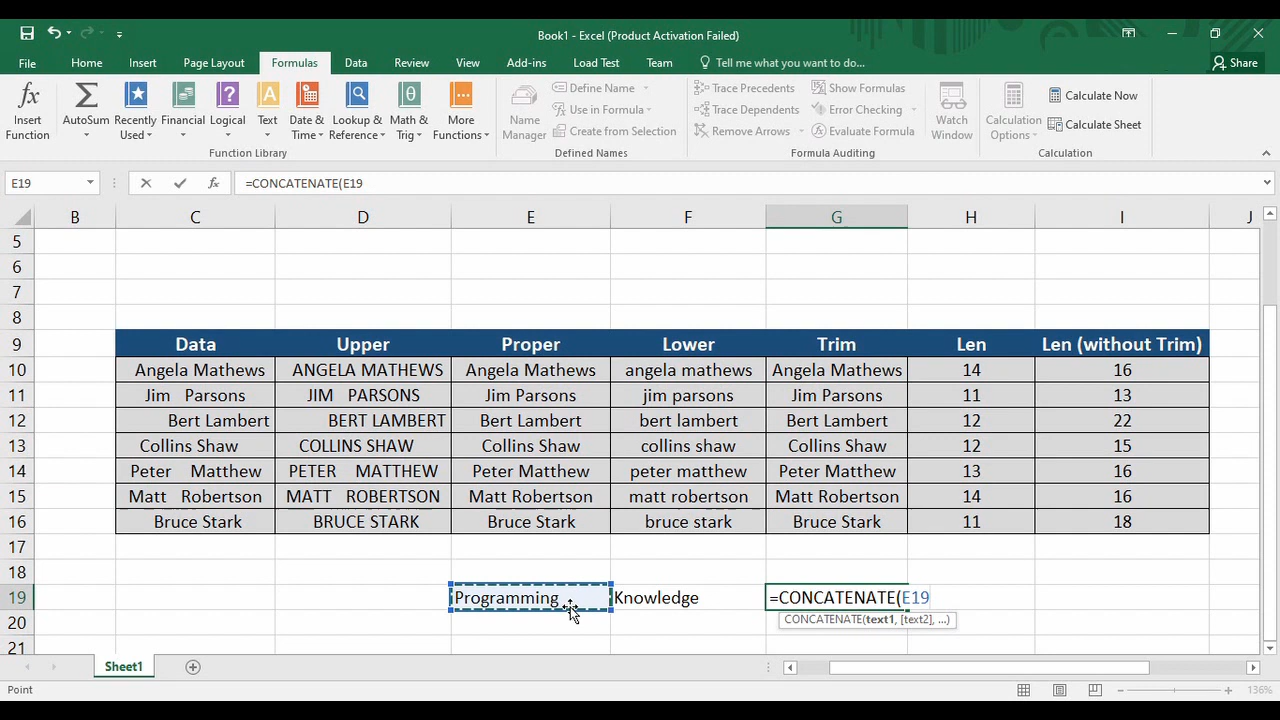 Book1 - Excel (Product Activation Failed)
File Home Insert Page Layout Formulas Data Review View Add-ins Load Test Team Tell me what you want to do... Share
Insert Function AutoSum Recently Used Financial Logical Text Date & Time Lookup & Reference Math & Trig More Functions
Function Library
Name Manager Define Name Use in Formula Create from Selection
Defined Names
Trace Precedents Trace Dependents Remove Arrows Show Formulas Error Checking Evaluate Formula Watch Window
Formula Auditing
Calculation Options Calculate Now Calculate Sheet
Calculation
E19 fx =CONCATENATE(E19
B C D E F G H I J
5
6
7
8
9 Data Upper Proper Lower Trim Len Len (without Trim)
10 Angela Mathews ANGELA MATHEWS Angela Mathews angela mathews Angela Mathews 14 16
11 Jim   Parsons JIM   PARSONS Jim Parsons jim parsons Jim Parsons 11 13
12 Bert Lambert BERT LAMBERT Bert Lambert bert lambert Bert Lambert 12 22
13 Collins Shaw COLLINS SHAW Collins Shaw collins shaw Collins Shaw 12 15
14 Peter    Matthew PETER    MATTHEW Peter Matthew peter matthew Peter Matthew 13 16
15 Matt   Robertson MATT   ROBERTSON Matt Robertson matt robertson Matt Robertson 14 16
16 Bruce Stark BRUCE STARK Bruce Stark bruce stark Bruce Stark 11 18
17
18
19 Programming Knowledge =CONCATENATE(E19
20 CONCATENATE(text1, [text2], ...)
21
Sheet1
Point 136%